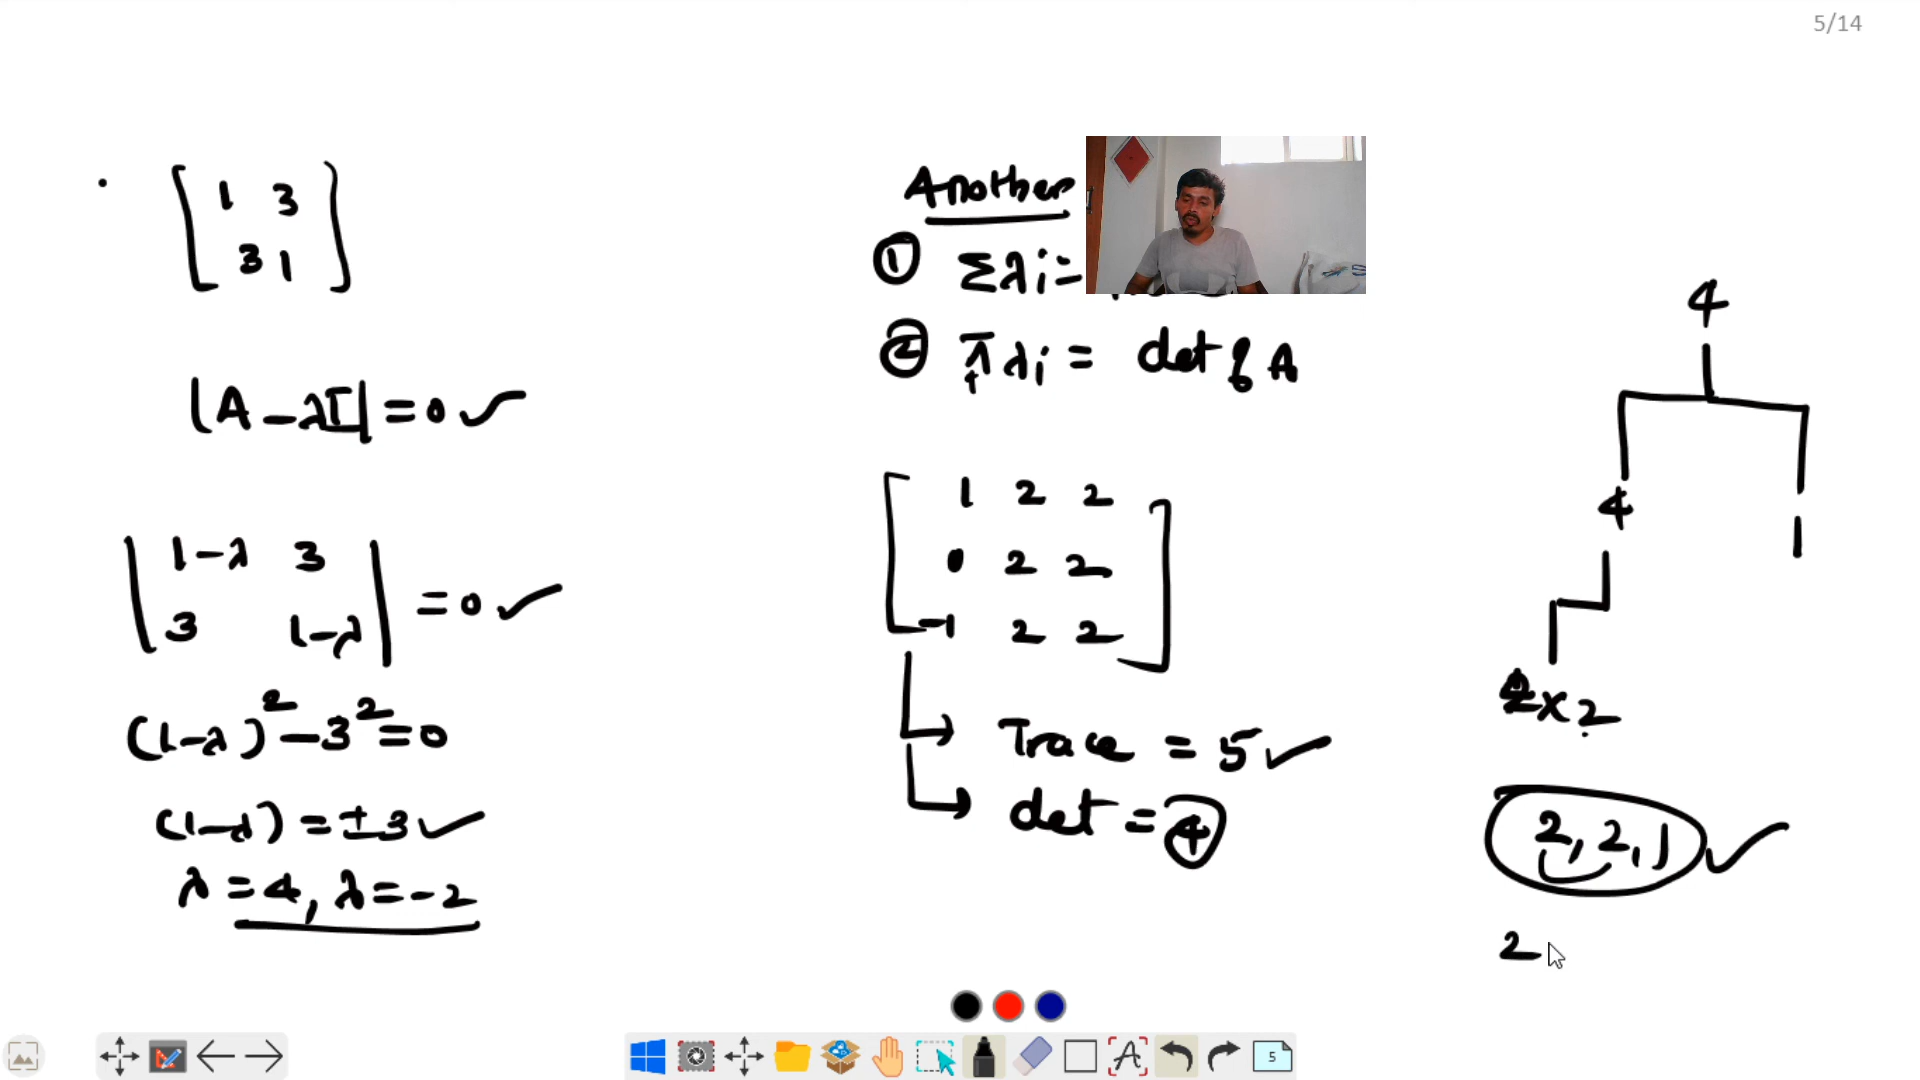 5/14
1 3
3 1
|A - λI| = 0 ✓
1-λ 3
3 1-λ
= 0 ✓
(1-λ)² - 3² = 0
(1-λ) = ±3 ✓
λ = 4, λ = -2
Another
① Σλi =
② πλi = det of A
1 2 2
0 2 2
-1 2 2
Trace = 5 ✓
det = 4
4
4 1
2×2
2, 2, 1 ✓
2
5